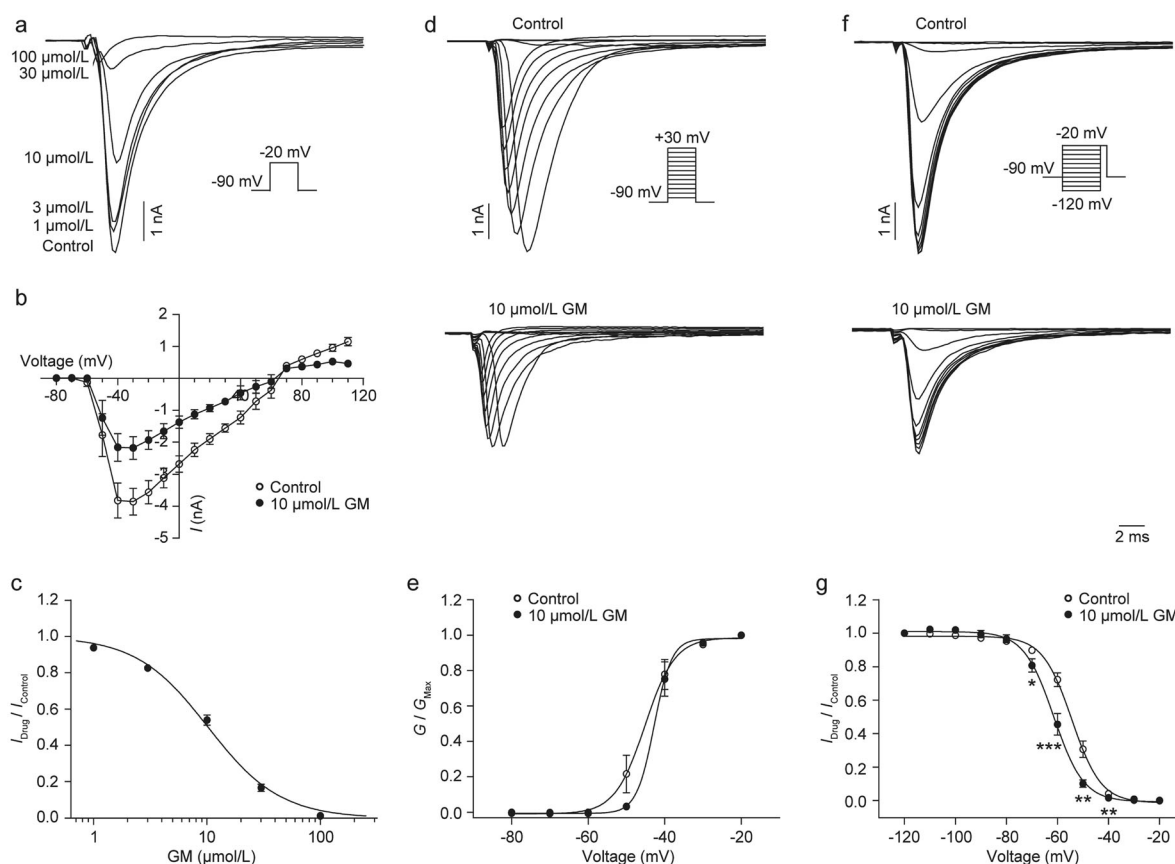 a
100 µmol/L
30 µmol/L
10 µmol/L
3 µmol/L
1 µmol/L
Control
-20 mV
-90 mV
1 nA
d
Control
+30 mV
-90 mV
1 nA
10 µmol/L GM
f
Control
-20 mV
-90 mV
-120 mV
1 nA
10 µmol/L GM
2 ms
b
Voltage (mV)
2
1
-1
-2
-3
-4
-5
-80
-40
40
80
120
I (nA)
Control
10 µmol/L GM
c
I Drug / I Control
1.2
1.0
0.8
0.6
0.4
0.2
0.0
1
10
100
GM (µmol/L)
e
Control
10 µmol/L GM
G / G Max
1.2
1.0
0.8
0.6
0.4
0.2
0.0
-80
-60
-40
-20
Voltage (mV)
g
Control
10 µmol/L GM
I Drug / I Control
1.2
1.0
0.8
0.6
0.4
0.2
0.0
*
***
**
**
-120
-100
-80
-60
-40
-20
Voltage (mV)